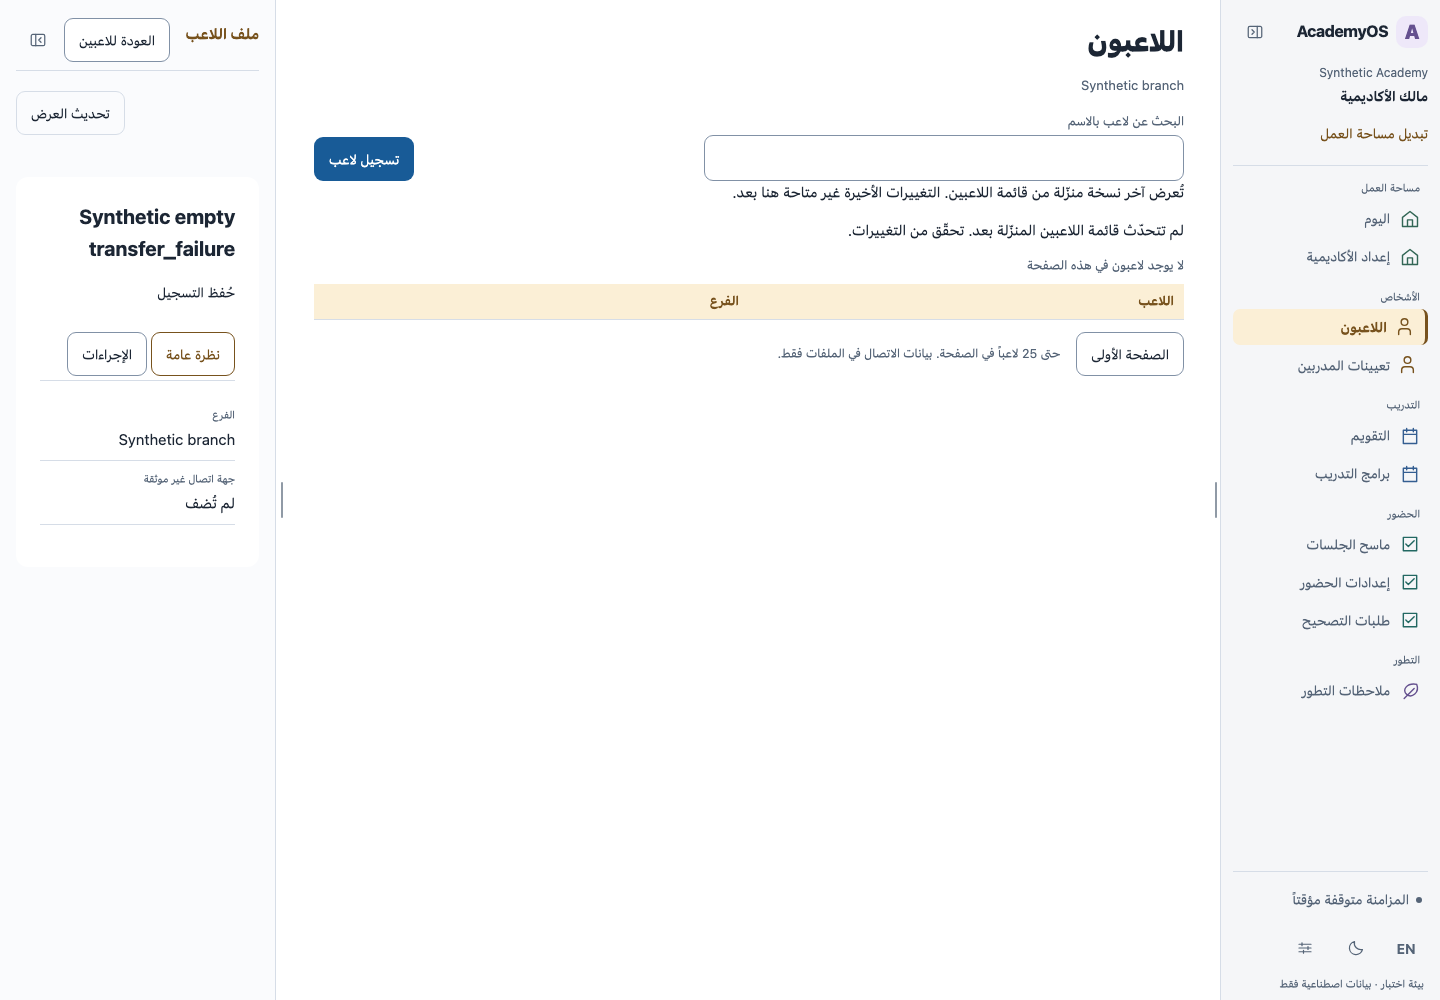 A AcademyOS
Synthetic Academy
مالك الأكاديمية
تبديل مساحة العمل
مساحة العمل
اليوم
إعداد الأكاديمية
الأشخاص
اللاعبون
تعيينات المدربين
التدريب
التقويم
برامج التدريب
الحضور
ماسح الجلسات
إعدادات الحضور
طلبات التصحيح
التطور
ملاحظات التطور
المزامنة متوقفة مؤقتاً
EN
بيئة اختبار · بيانات اصطناعية فقط
اللاعبون
Synthetic branch
البحث عن لاعب بالاسم
تسجيل لاعب
تُعرض آخر نسخة منزّلة من قائمة اللاعبين. التغييرات الأخيرة غير متاحة هنا بعد.
لم تتحدّث قائمة اللاعبين المنزّلة بعد. تحقّق من التغييرات.
لا يوجد لاعبون في هذه الصفحة
اللاعب الفرع
الصفحة الأولى حتى 25 لاعباً في الصفحة. بيانات الاتصال في الملفات فقط.
ملف اللاعب العودة للاعبين
تحديث العرض
Synthetic empty
transfer_failure
حُفظ التسجيل
نظرة عامة الإجراءات
الفرع
Synthetic branch
جهة اتصال غير موثقة
لم تُضف